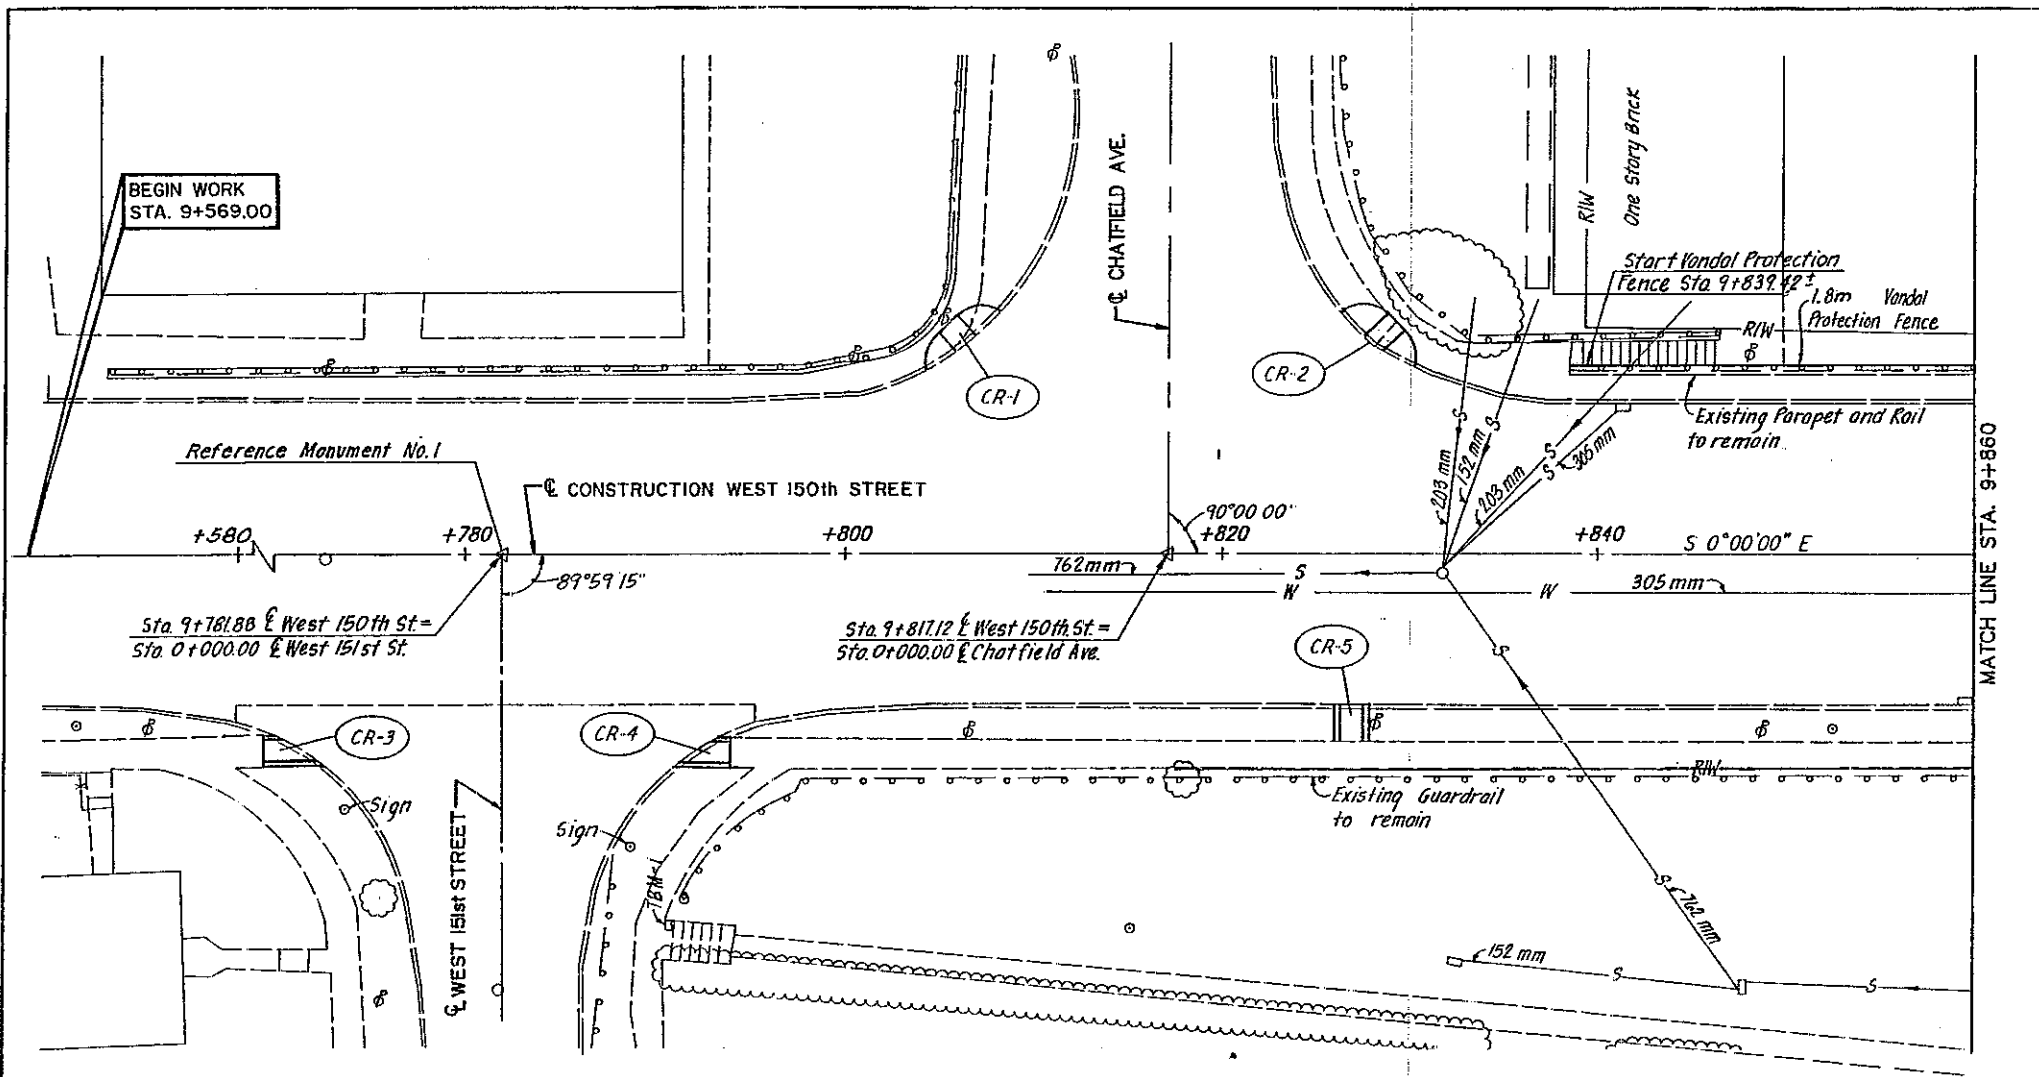 BEGIN WORK
STA. 9+569.00
℄ CHATFIELD AVE.
R/W
One Story Brick
Start Vandal Protection
Fence Sta 9+839.42±
1.8m Vandal
Protection Fence
R/W
CR-1
CR-2
Existing Parapet and Rail
to remain
MATCH LINE STA. 9+860
Reference Monument No. 1
℄ CONSTRUCTION WEST 150th STREET
203 mm
S
152 mm
S
203 mm
S
S
305 mm
90°00'00"
+580
+780
+800
+820
+840
S 0°00'00" E
89°59'15"
762mm
S
W
W
305 mm
Sta. 9+781.88 ℄ West 150th St. =
Sta. 0+000.00 ℄ West 151st St.
Sta. 9+817.12 ℄ West 150th St. =
Sta. 0+000.00 ℄ Chatfield Ave.
CR-5
S
CR-3
CR-4
R/W
Existing Guardrail
to remain
Sign
Sign
℄ WEST 151st STREET
TBM-1
S
762 mm
152 mm
S
S